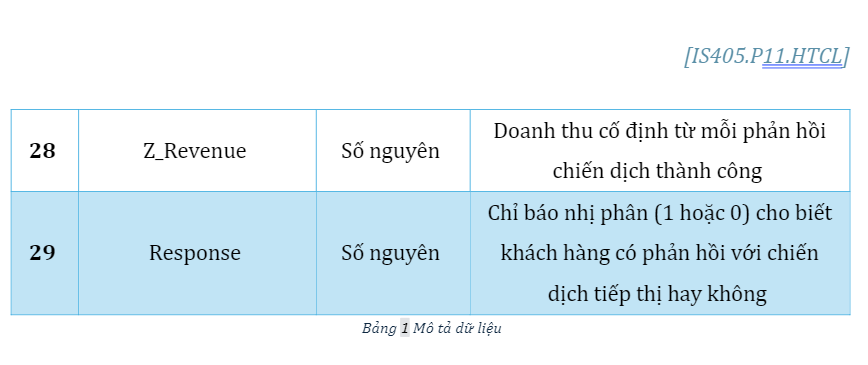 [IS405.P11.HTCL]
28 Z_Revenue Số nguyên Doanh thu cố định từ mỗi phản hồi
chiến dịch thành công
29 Response Số nguyên Chỉ báo nhị phân (1 hoặc 0) cho biết
khách hàng có phản hồi với chiến
dịch tiếp thị hay không
Bảng 1 Mô tả dữ liệu